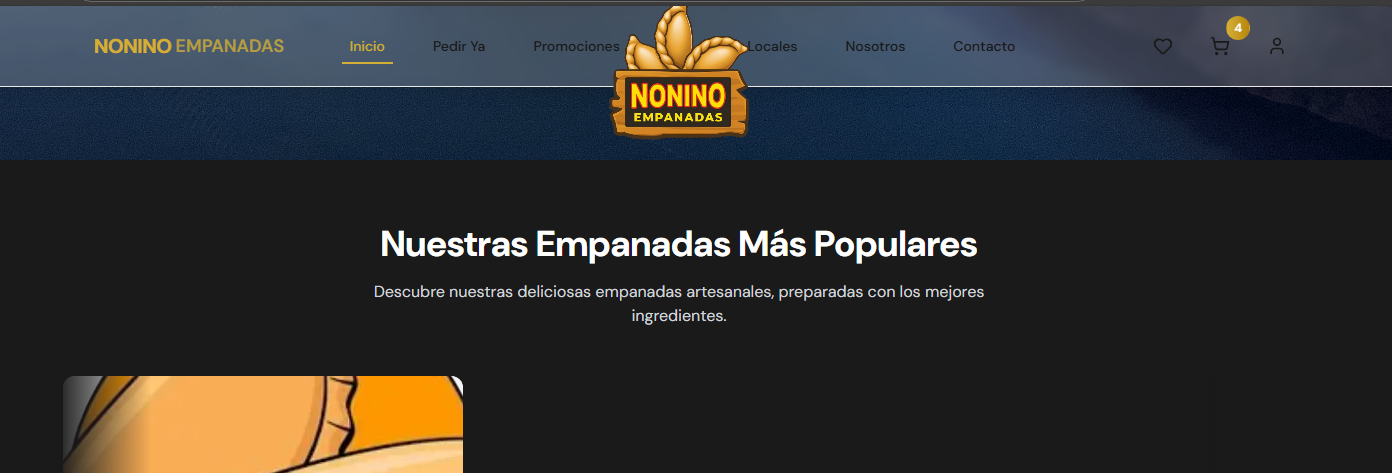 NONINO EMPANADAS
Inicio
Pedir Ya
Promociones
Locales
Nosotros
Contacto
4
NONINO
EMPANADAS
Nuestras Empanadas Más Populares
Descubre nuestras deliciosas empanadas artesanales, preparadas con los mejores
ingredientes.